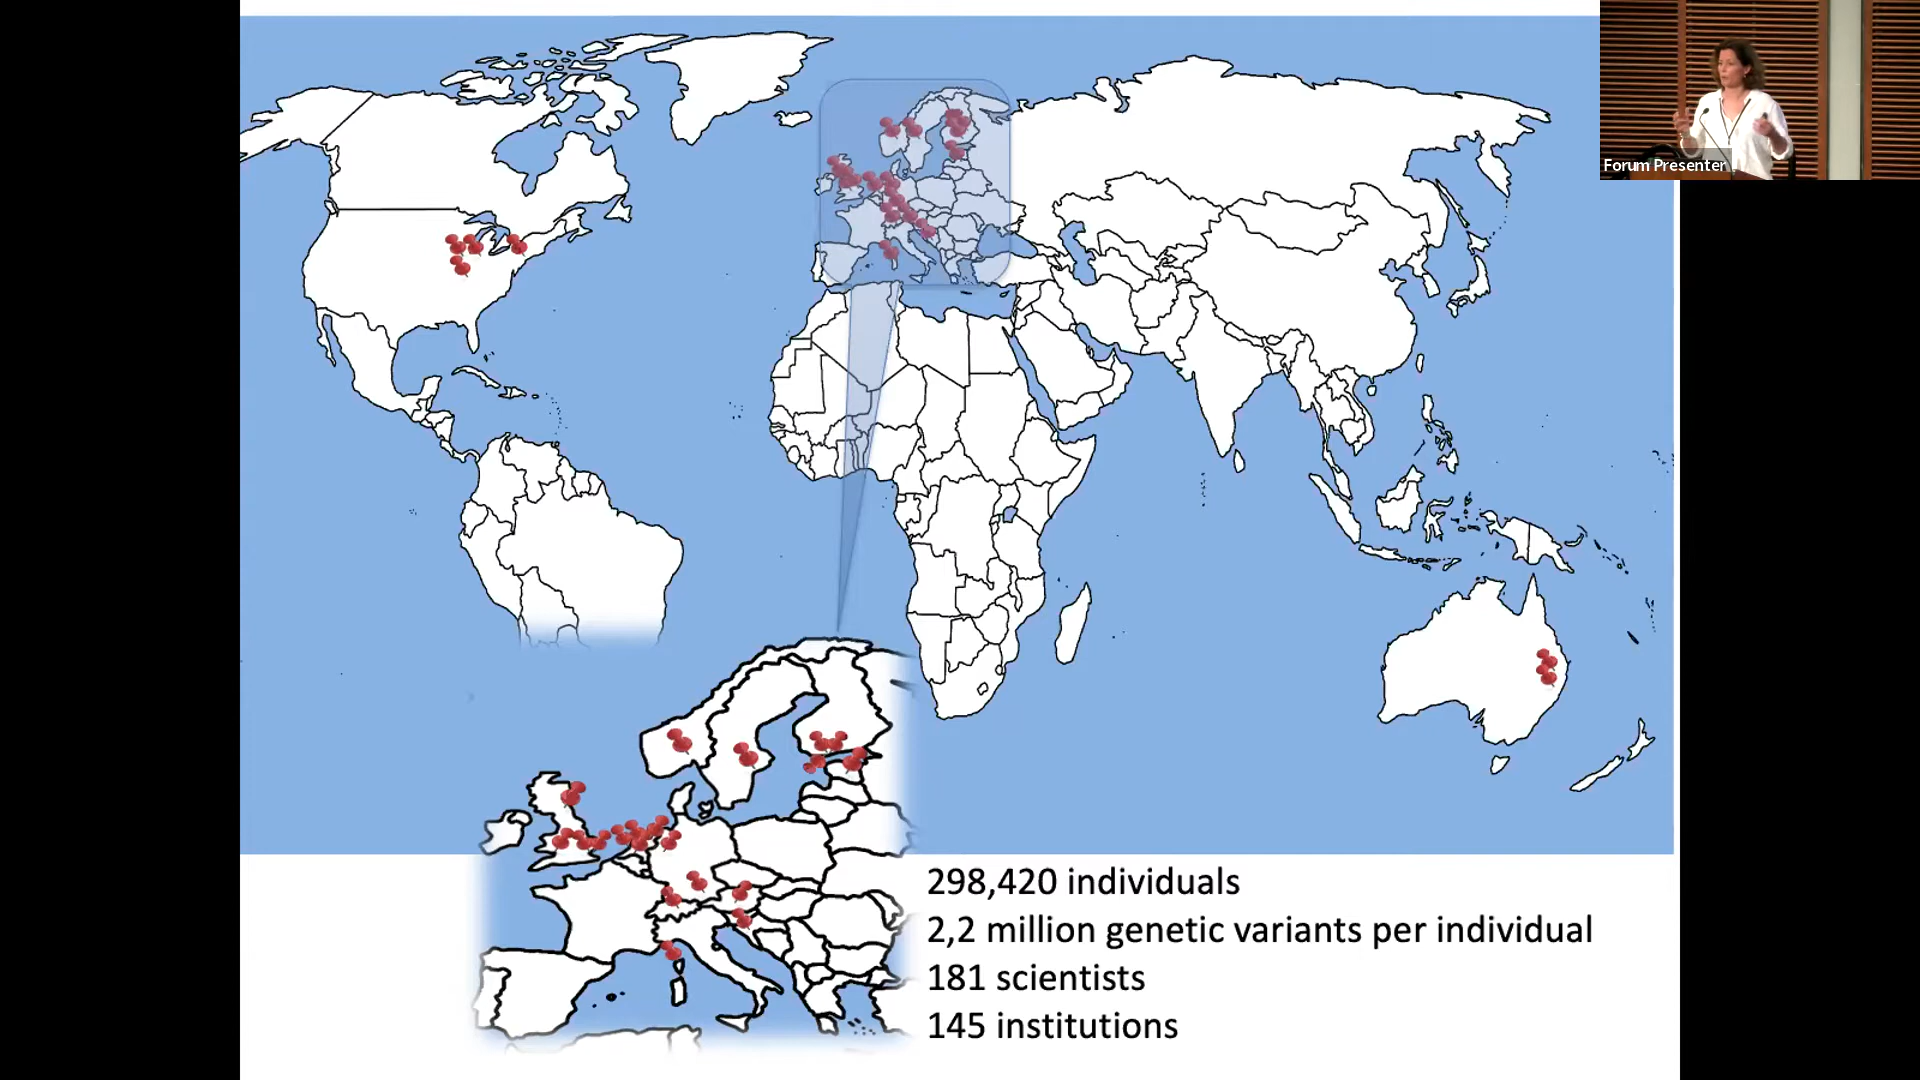 Forum Presenter
298,420 individuals
2,2 million genetic variants per individual
181 scientists
145 institutions